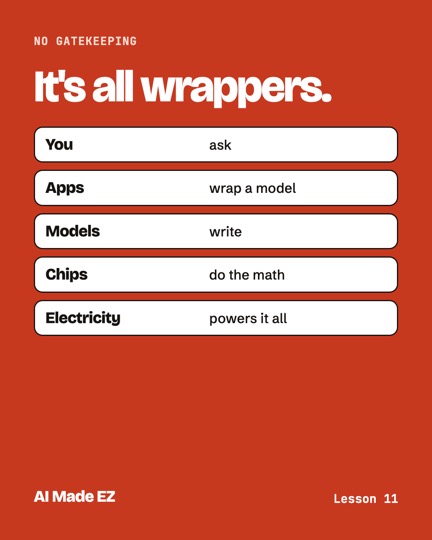 NO GATEKEEPING
It's all wrappers.
You ask
Apps wrap a model
Models write
Chips do the math
Electricity powers it all
AI Made EZ Lesson 11